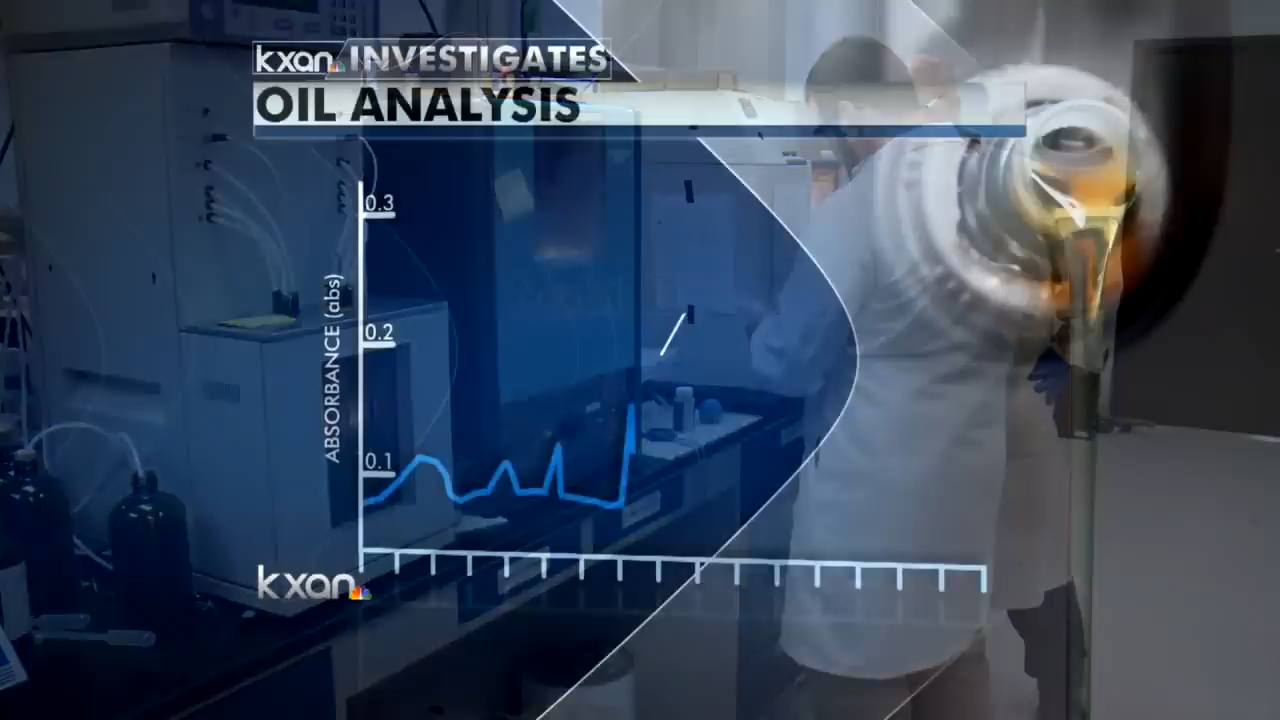 kxan INVESTIGATES
OIL ANALYSIS
0.3
0.2
0.1
ABSORBANCE (abs)
kxan